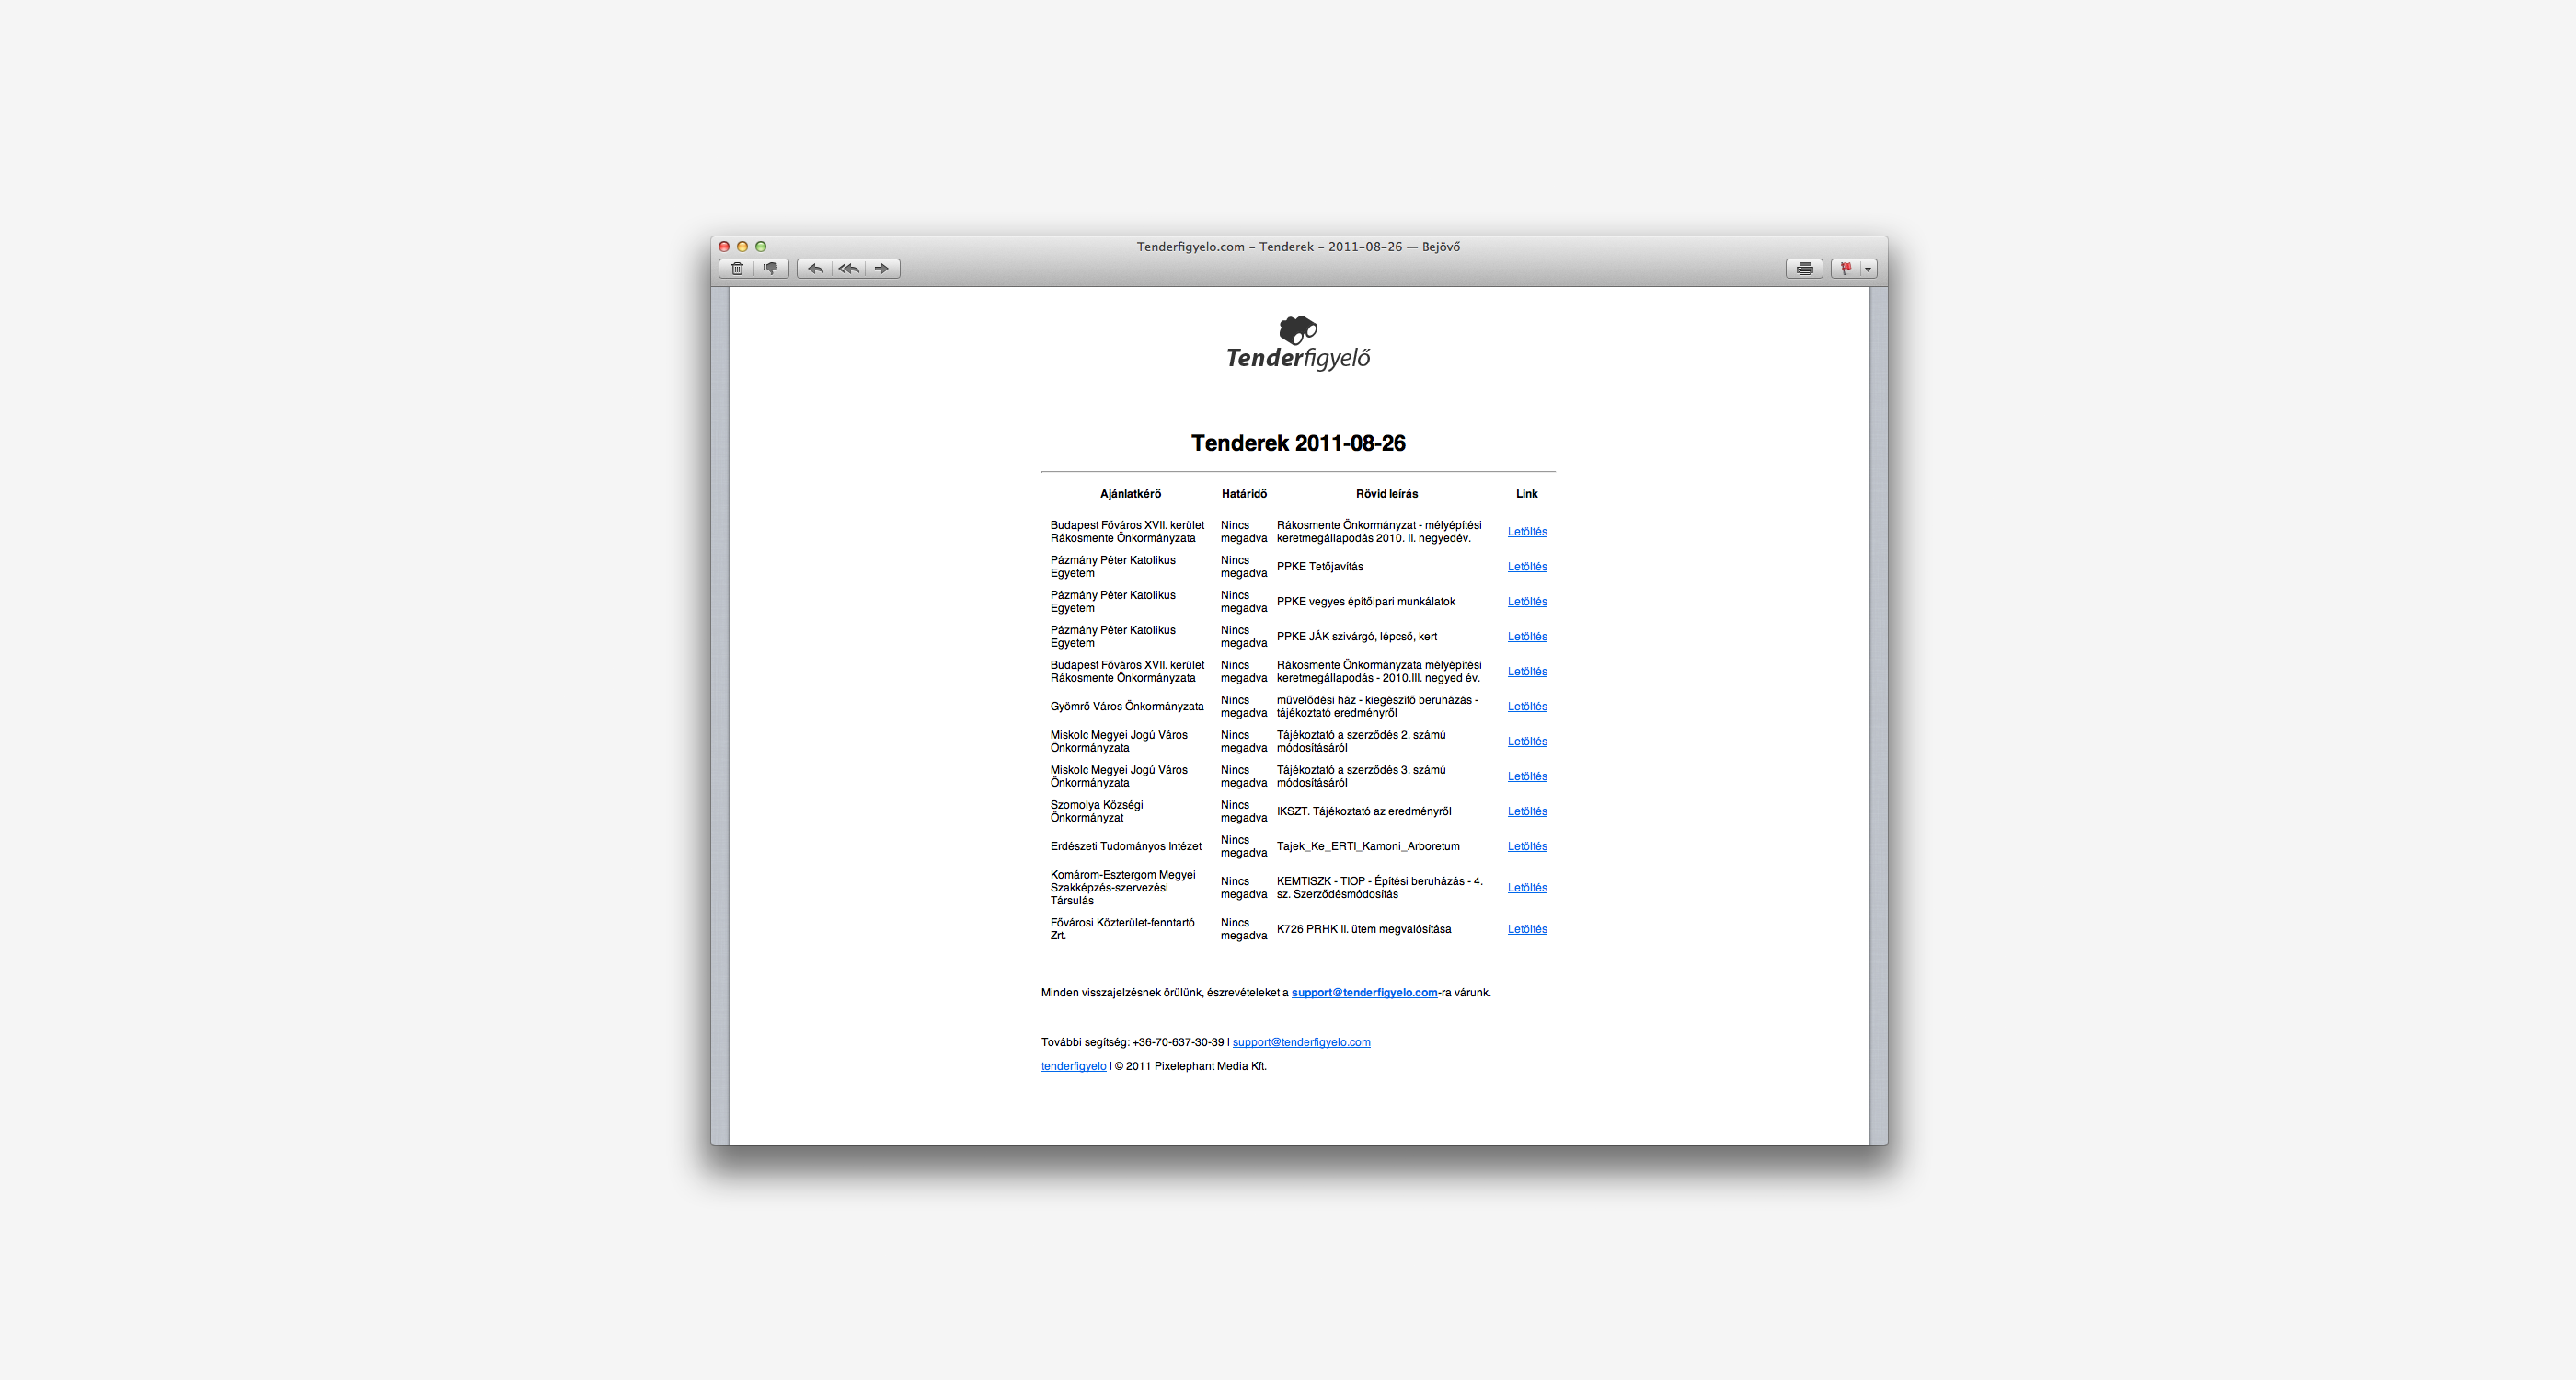 Tenderfigyelo.com – Tenderek – 2011–08–26 — Bejövő
Tenderfigyelő
Tenderek 2011-08-26
Ajánlatkérő Határidő Rövid leírás Link
Budapest Főváros XVII. kerület Rákosmente Önkormányzata Nincs megadva Rákosmente Önkormányzat - mélyépítési keretmegállapodás 2010. II. negyedév. Letöltés
Pázmány Péter Katolikus Egyetem Nincs megadva PPKE Tetőjavítás Letöltés
Pázmány Péter Katolikus Egyetem Nincs megadva PPKE vegyes építőipari munkálatok Letöltés
Pázmány Péter Katolikus Egyetem Nincs megadva PPKE JÁK szivárgó, lépcső, kert Letöltés
Budapest Főváros XVII. kerület Rákosmente Önkormányzata Nincs megadva Rákosmente Önkormányzata mélyépítési keretmegállapodás - 2010.III. negyed év. Letöltés
Gyömrő Város Önkormányzata Nincs megadva művelődési ház - kiegészítő beruházás - tájékoztató eredményről Letöltés
Miskolc Megyei Jogú Város Önkormányzata Nincs megadva Tájékoztató a szerződés 2. számú módosításáról Letöltés
Miskolc Megyei Jogú Város Önkormányzata Nincs megadva Tájékoztató a szerződés 3. számú módosításáról Letöltés
Szomolya Községi Önkormányzat Nincs megadva IKSZT. Tájékoztató az eredményről Letöltés
Erdészeti Tudományos Intézet Nincs megadva Tajek_Ke_ERTI_Kamoni_Arboretum Letöltés
Komárom-Esztergom Megyei Szakképzés-szervezési Társulás Nincs megadva KEMTISZK - TIOP - Építési beruházás - 4. sz. Szerződésmódosítás Letöltés
Fővárosi Közterület-fenntartó Zrt. Nincs megadva K726 PRHK II. ütem megvalósítása Letöltés
Minden visszajelzésnek örülünk, észrevételeket a support@tenderfigyelo.com-ra várunk.
További segítség: +36-70-637-30-39 | support@tenderfigyelo.com
tenderfigyelo | © 2011 Pixelephant Media Kft.